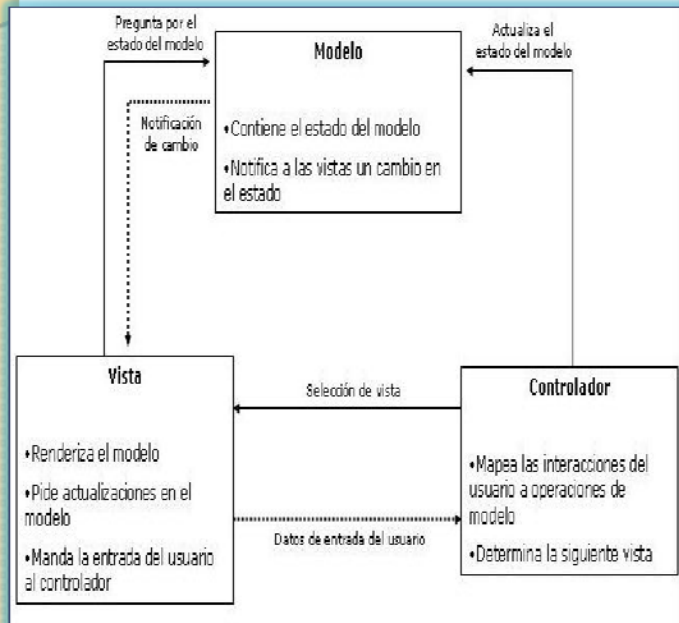 Pregunta por el
estado del modelo
Actualiza el
estado del modelo
Modelo
•Contiene el estado del modelo
•Notifica a las vistas un cambio en
el estado
Notificación
de cambio
Vista
•Renderiza el modelo
•Pide actualizaciones en el
modelo
•Manda la entrada del usuario
al controlador
Selección de vista
Datos de entrada del usuario
Controlador
•Mapea las interacciones del
usuario a operaciones de
modelo
•Determina la siguiente vista